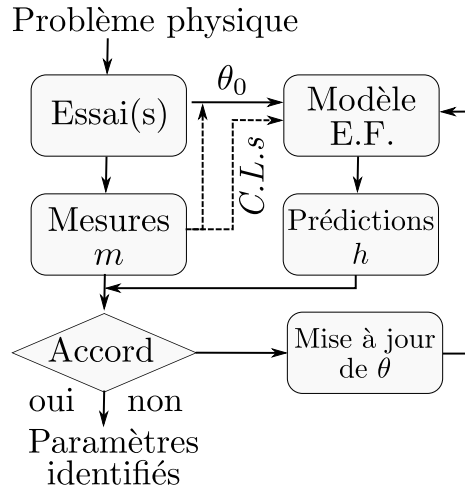 Problème physique
Essai(s)
θ₀
Modèle
E.F.
C.L.s
Mesures
m
Prédictions
h
Accord
Mise à jour
de θ
oui
non
Paramètres
identifiés